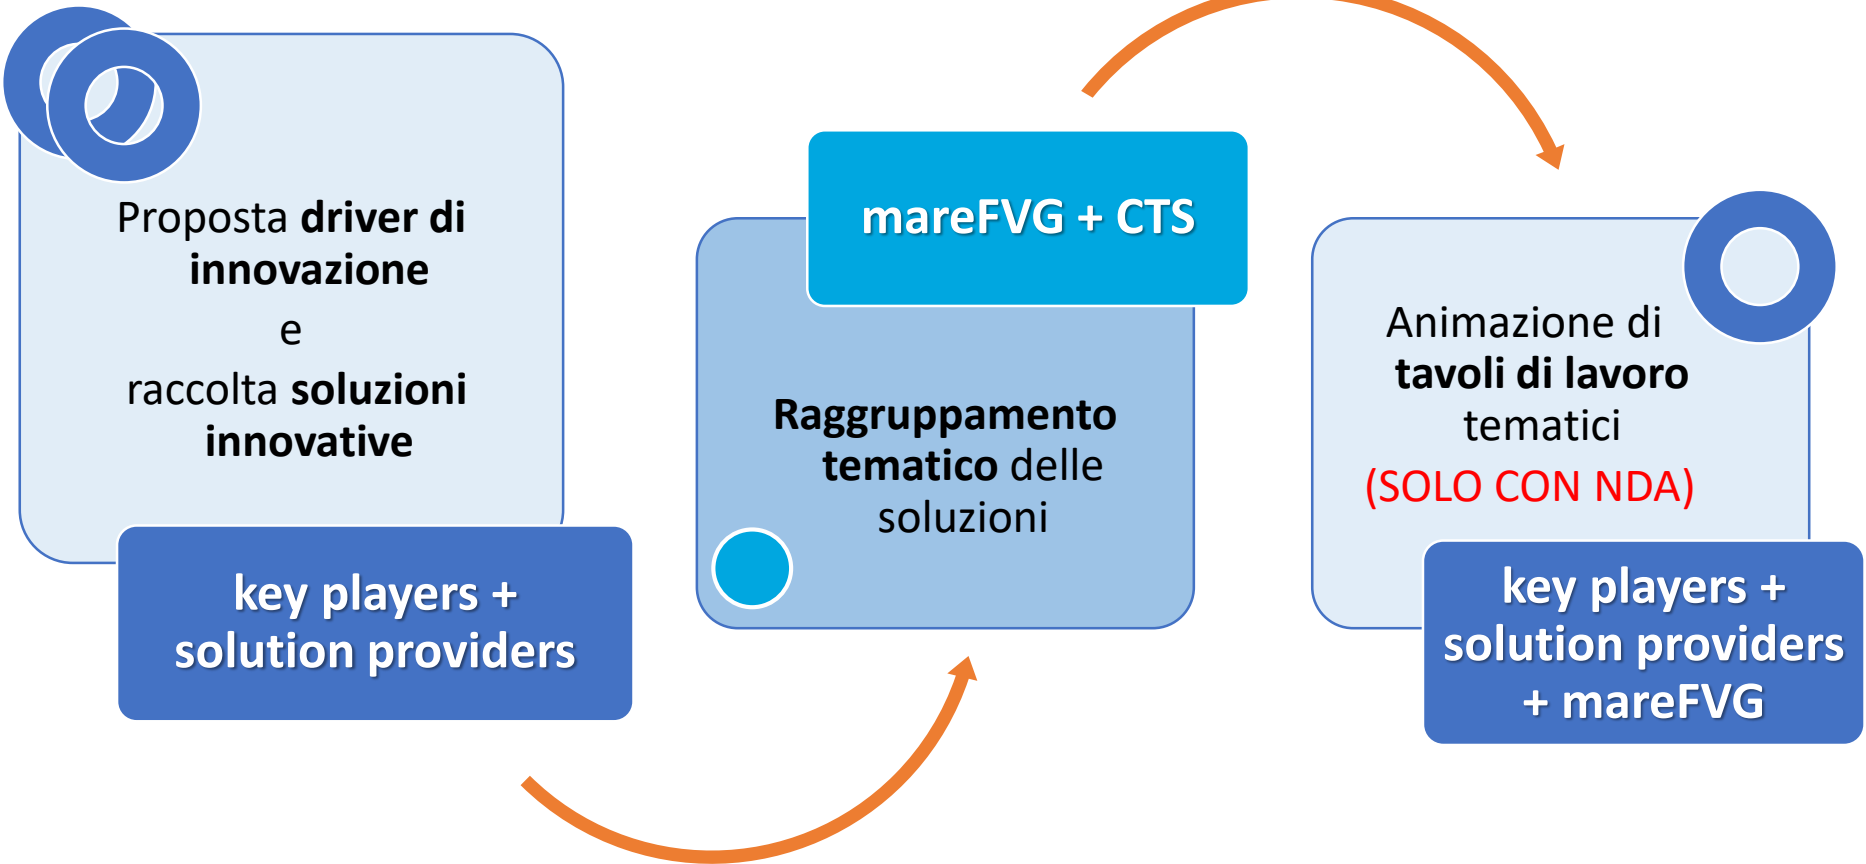 Proposta driver di
innovazione
e
raccolta soluzioni
innovative
key players +
solution providers
mareFVG + CTS
Raggruppamento
tematico delle
soluzioni
Animazione di
tavoli di lavoro
tematici
(SOLO CON NDA)
key players +
solution providers
+ mareFVG